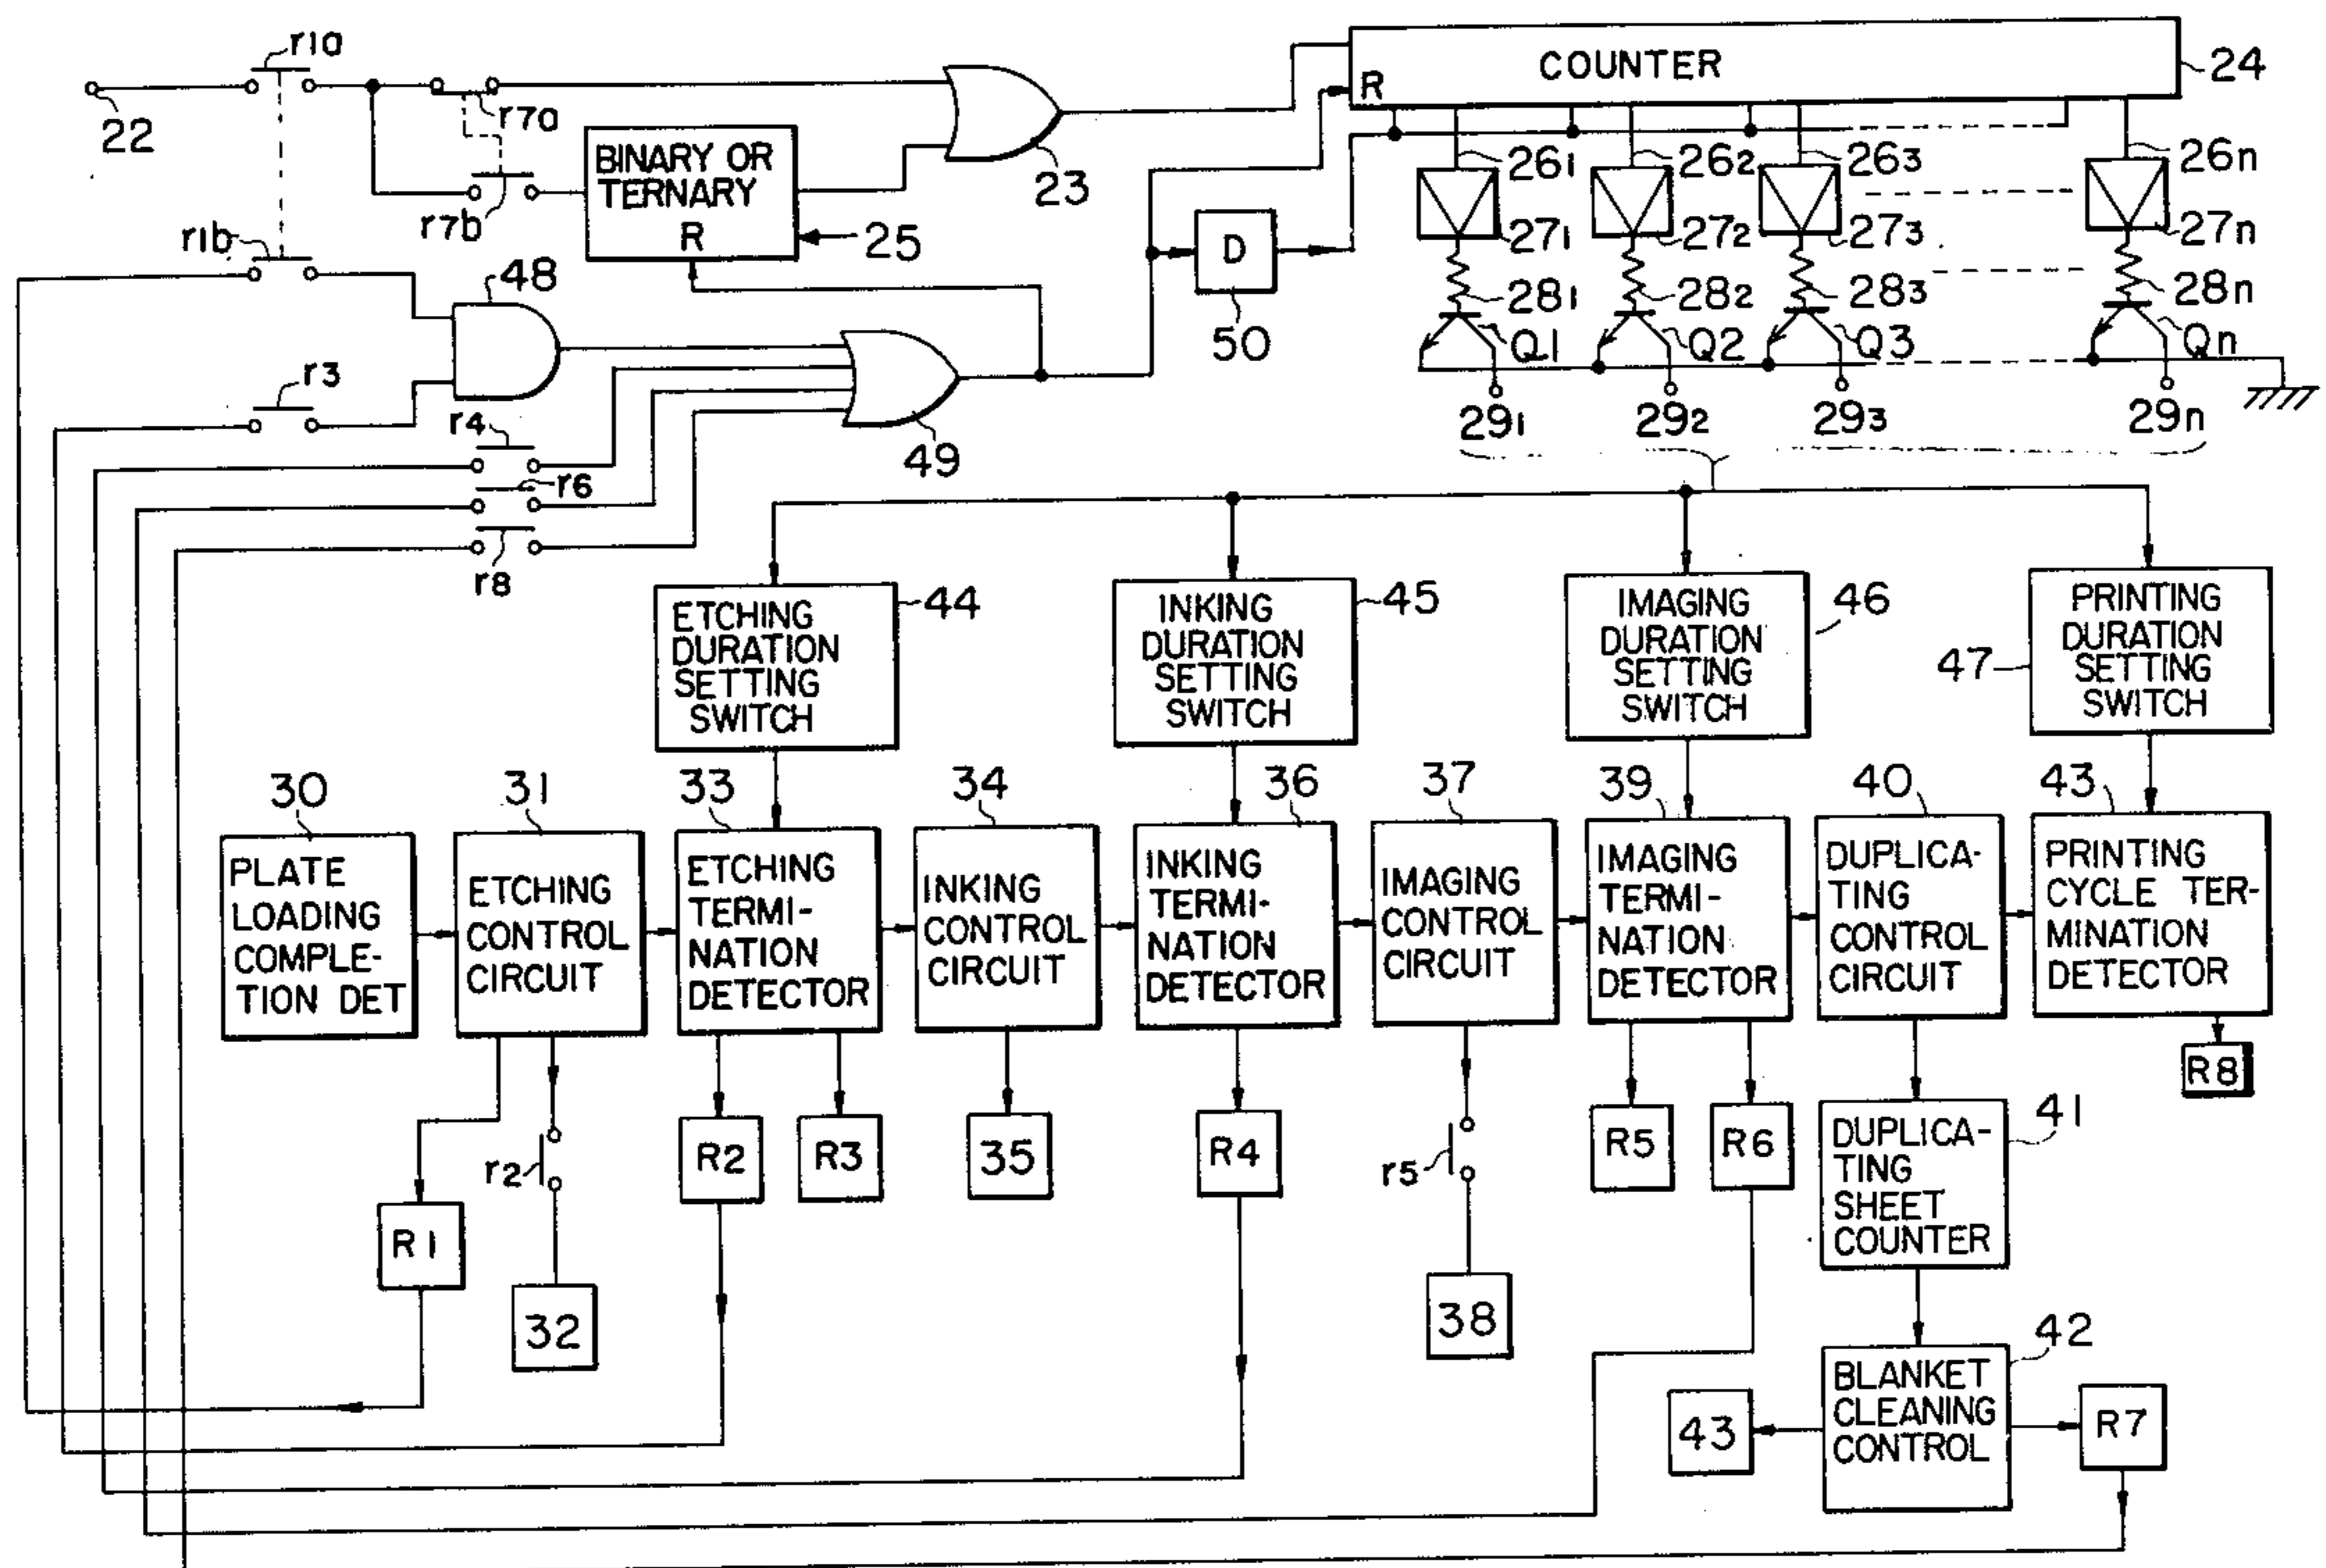 r1a
22
r7a
r7b
BINARY OR
TERNARY
R
25
23
COUNTER
R
24
261
262
263
26n
271
272
273
27n
281
282
283
28n
Q1
Q2
Q3
Qn
291
292
293
29n
r1b
48
r3
r4
r6
r8
49
D
50
ETCHING
DURATION
SETTING
SWITCH
44
INKING
DURATION
SETTING
SWITCH
45
IMAGING
DURATION
SETTING
SWITCH
46
PRINTING
DURATION
SETTING
SWITCH
47
30
PLATE
LOADING
COMPLE-
TION DET
31
ETCHING
CONTROL
CIRCUIT
33
ETCHING
TERMI-
NATION
DETECTOR
34
INKING
CONTROL
CIRCUIT
36
INKING
TERMI-
NATION
DETECTOR
37
IMAGING
CONTROL
CIRCUIT
39
IMAGING
TERMI-
NATION
DETECTOR
40
DUPLICA-
TING
CONTROL
CIRCUIT
43
PRINTING
CYCLE TER-
MINATION
DETECTOR
R8
R1
r2
32
R2
R3
35
R4
r5
38
R5
R6
41
DUPLICA-
TING
SHEET
COUNTER
42
BLANKET
CLEANING
CONTROL
43
R7